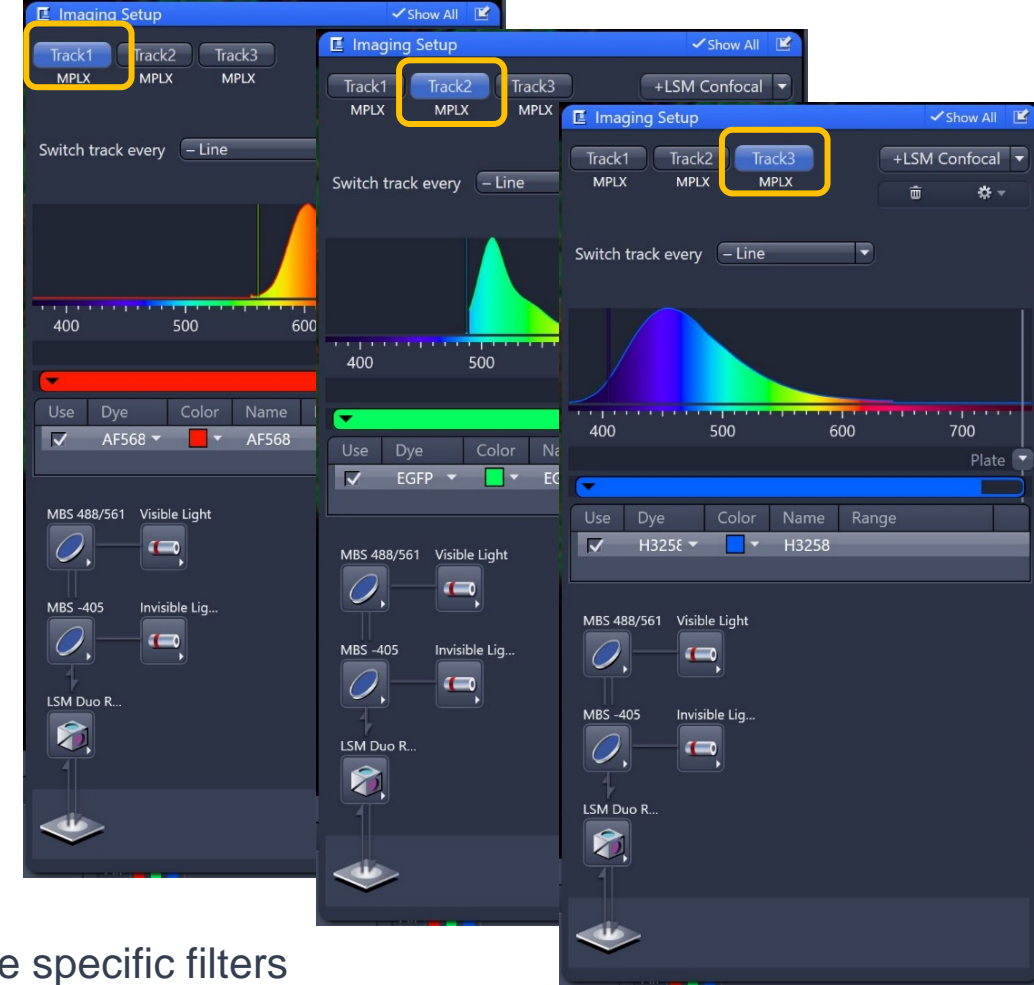 Imaging Setup
Show All
Track1
Track2
Track3
MPLX
MPLX
MPLX
Switch track every
– Line
400
500
600
Use
Dye
Color
Name
AF568
AF568
MBS 488/561
Visible Light
MBS -405
Invisible Lig...
LSM Duo R...
Imaging Setup
Show All
Track1
Track2
Track3
+LSM Confocal
MPLX
MPLX
MPLX
Switch track every
– Line
400
500
Use
Dye
Color
Na
EGFP
EG
MBS 488/561
Visible Light
MBS -405
Invisible Lig...
LSM Duo R...
Imaging Setup
Show All
Track1
Track2
Track3
+LSM Confocal
MPLX
MPLX
MPLX
Switch track every
– Line
400
500
600
700
Plate
Use
Dye
Color
Name
Range
H3258
H3258
MBS 488/561
Visible Light
MBS -405
Invisible Lig...
LSM Duo R...
e specific filters